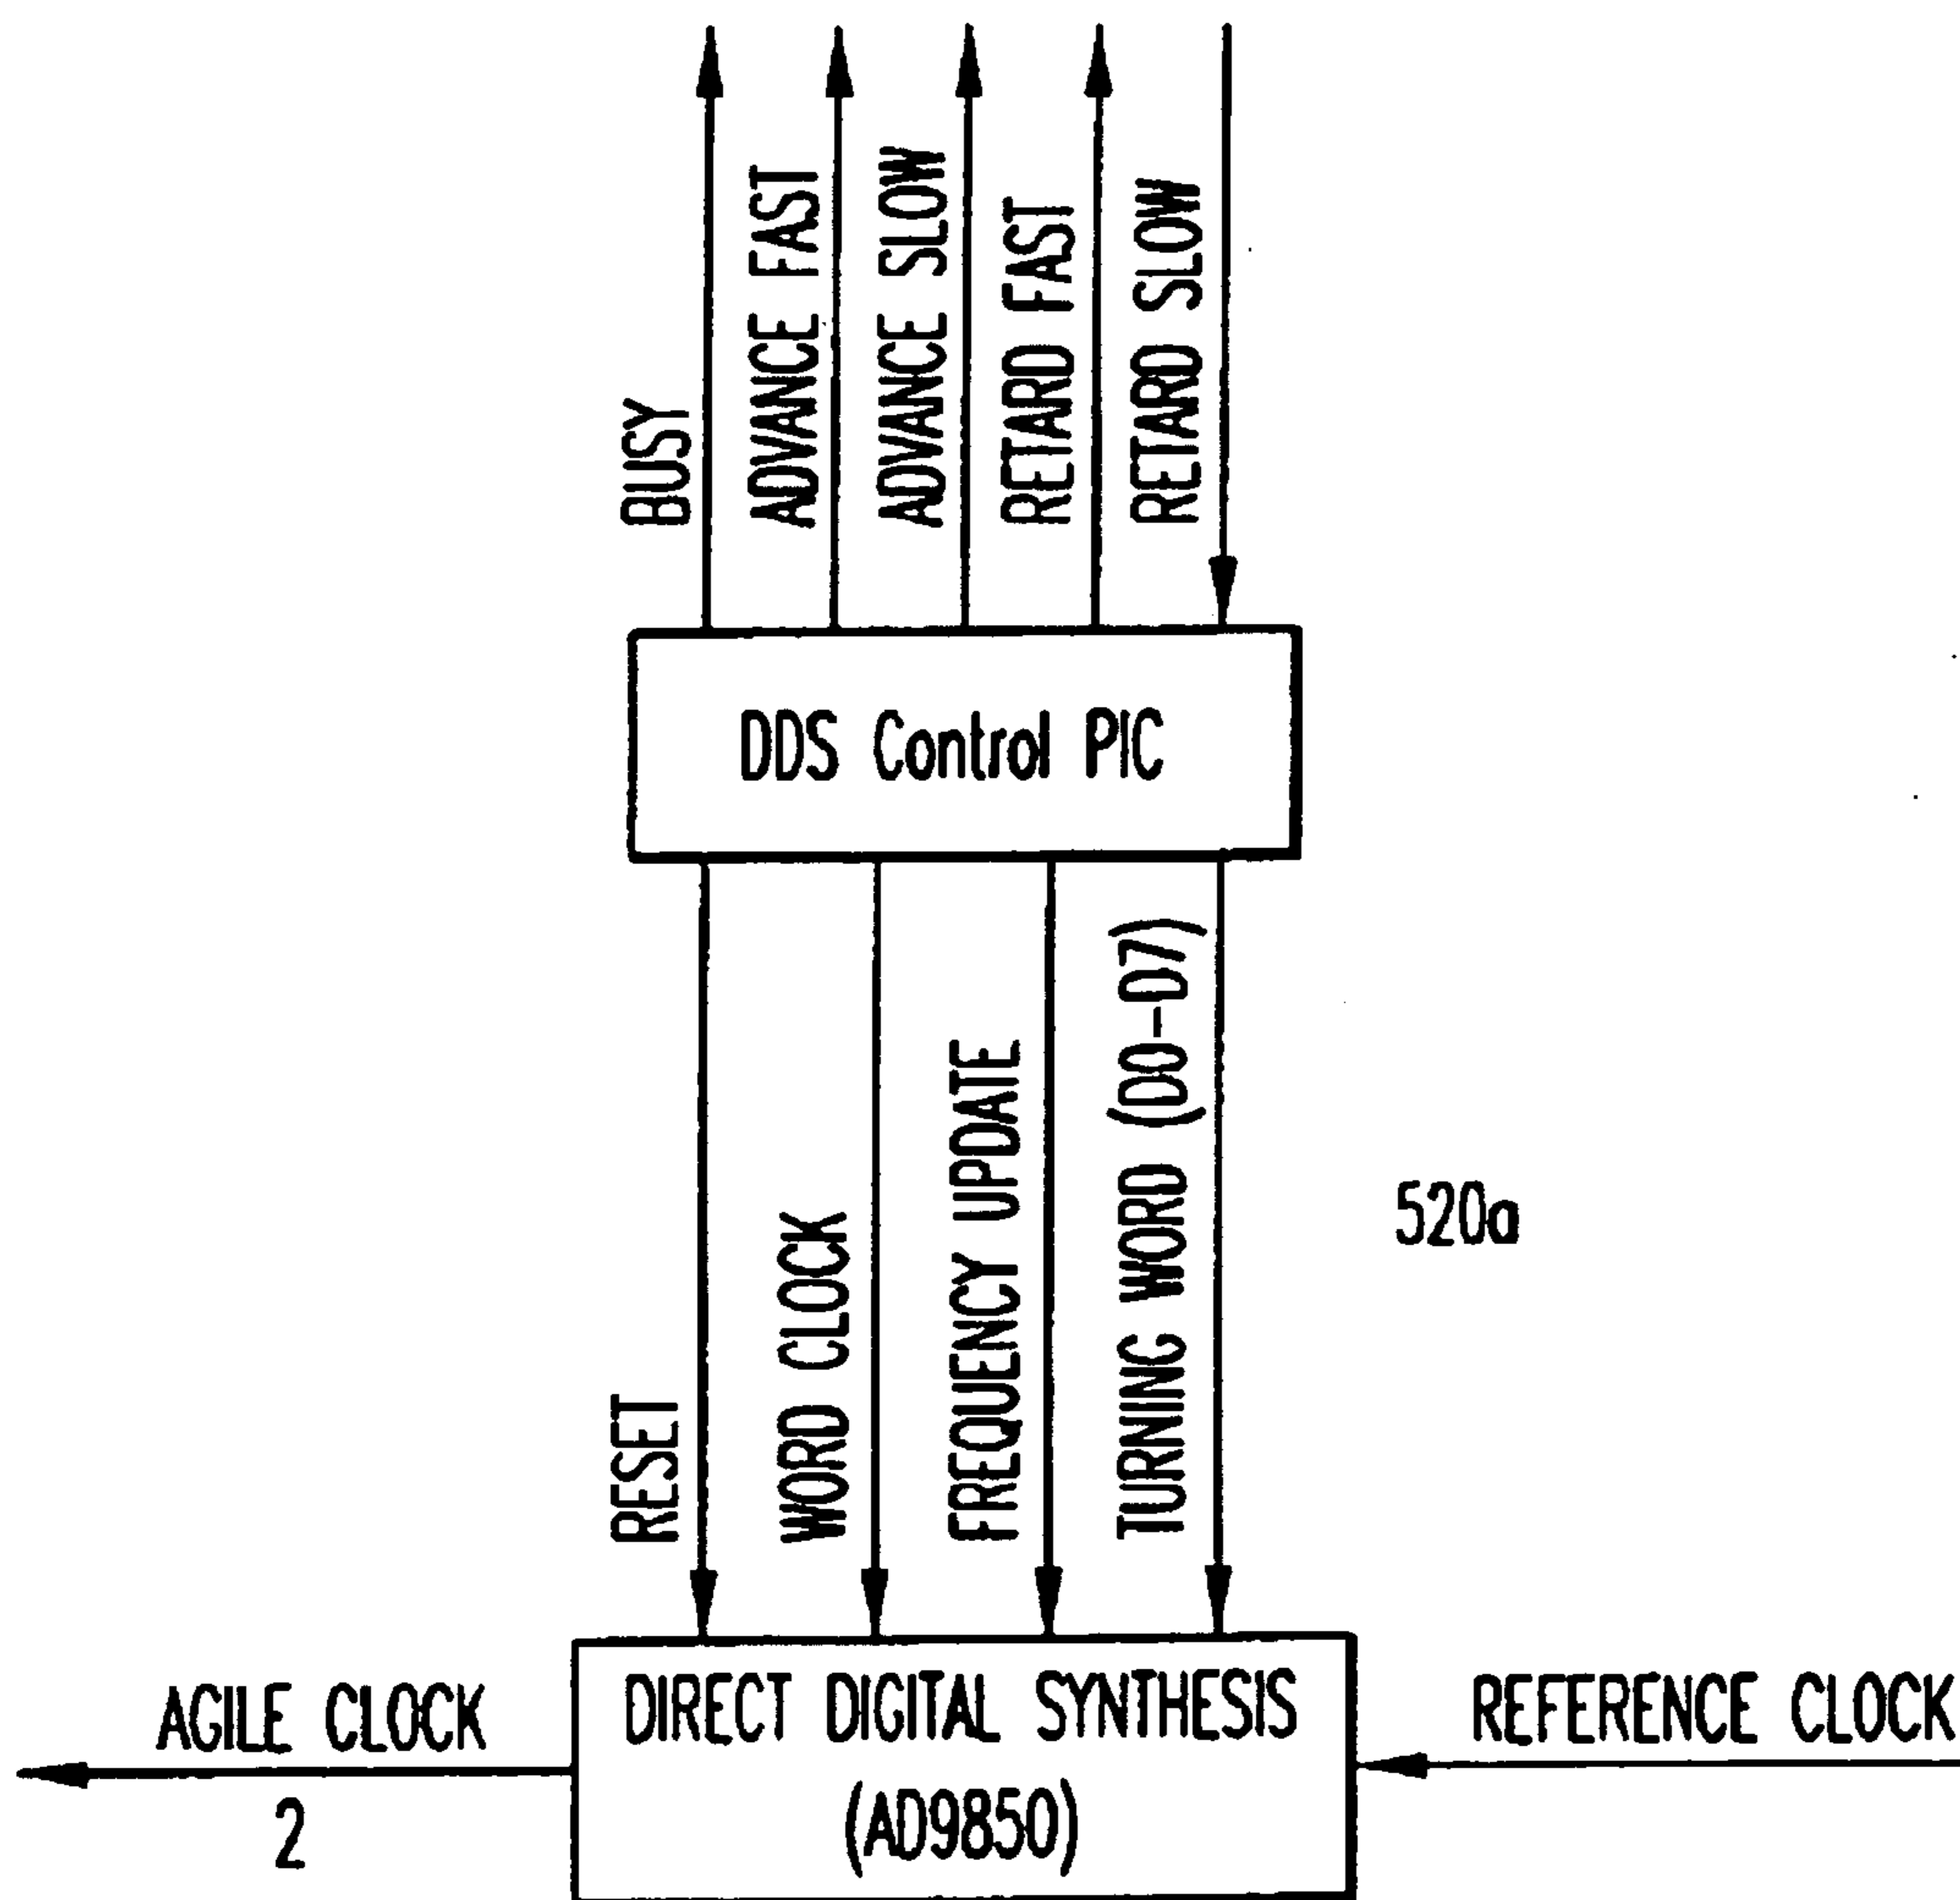 BUSY
ADVANCE FAST
ADVANCE SLOW
RETARD FAST
RETARD SLOW
DDS Control PIC
RESET
WORD CLOCK
FREQUENCY UPDATE
TURNING WORD (D0-D7)
520a
AGILE CLOCK
2
DIRECT DIGITAL SYNTHESIS
(AD9850)
REFERENCE CLOCK